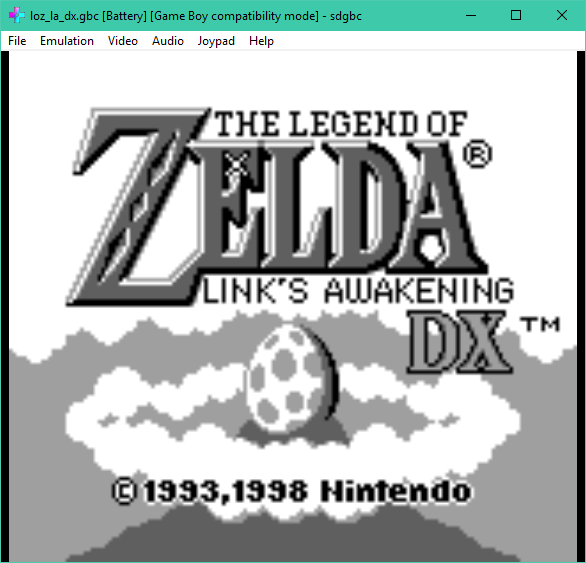 loz_la_dx.gbc [Battery] [Game Boy compatibility mode] - sdgbc
File Emulation Video Audio Joypad Help
THE LEGEND OF
ZELDA®
LINK'S AWAKENING
DX™
©1993,1998 Nintendo